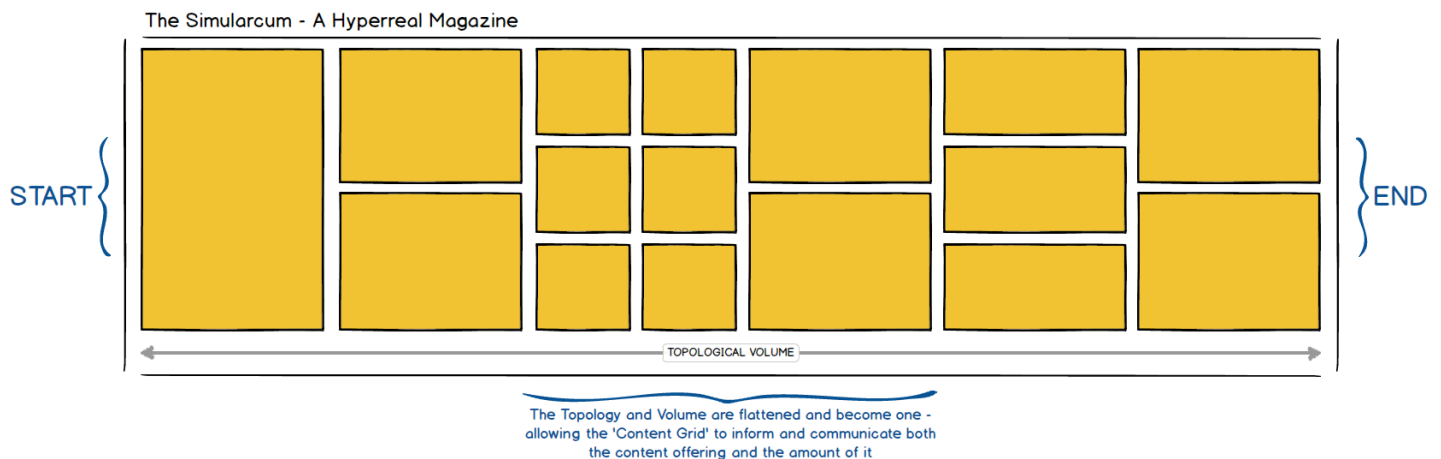 The Simularcum - A Hyperreal Magazine
START
END
TOPOLOGICAL VOLUME
The Topology and Volume are flattened and become one -
allowing the 'Content Grid' to inform and communicate both
the content offering and the amount of it